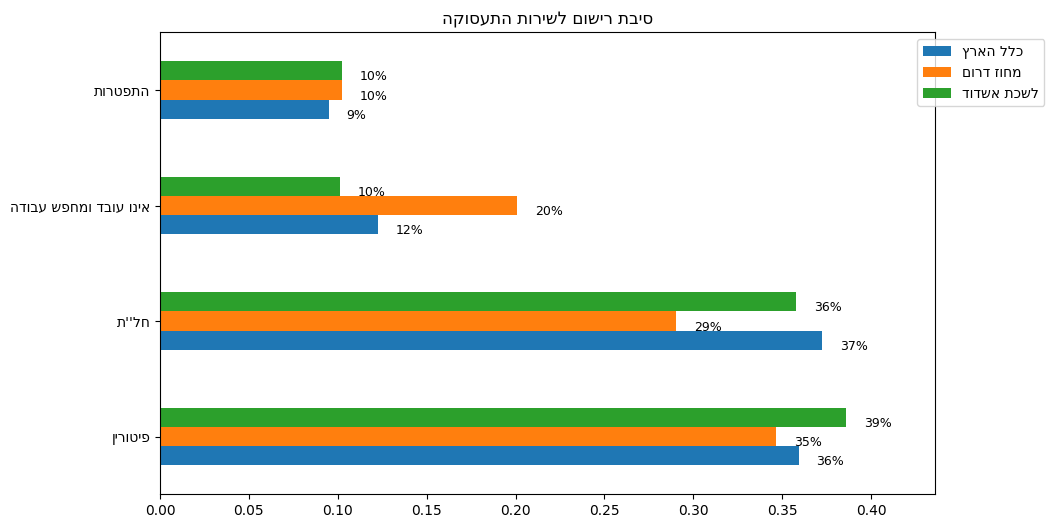 סיבת רישום לשירות התעסוקה
כלל הארץ
מחוז דרום
לשכת אשדוד
התפטרות
10%
10%
9%
אינו עובד ומחפש עבודה
10%
20%
12%
חל''ת
36%
29%
37%
פיטורין
39%
35%
36%
0.00 0.05 0.10 0.15 0.20 0.25 0.30 0.35 0.40